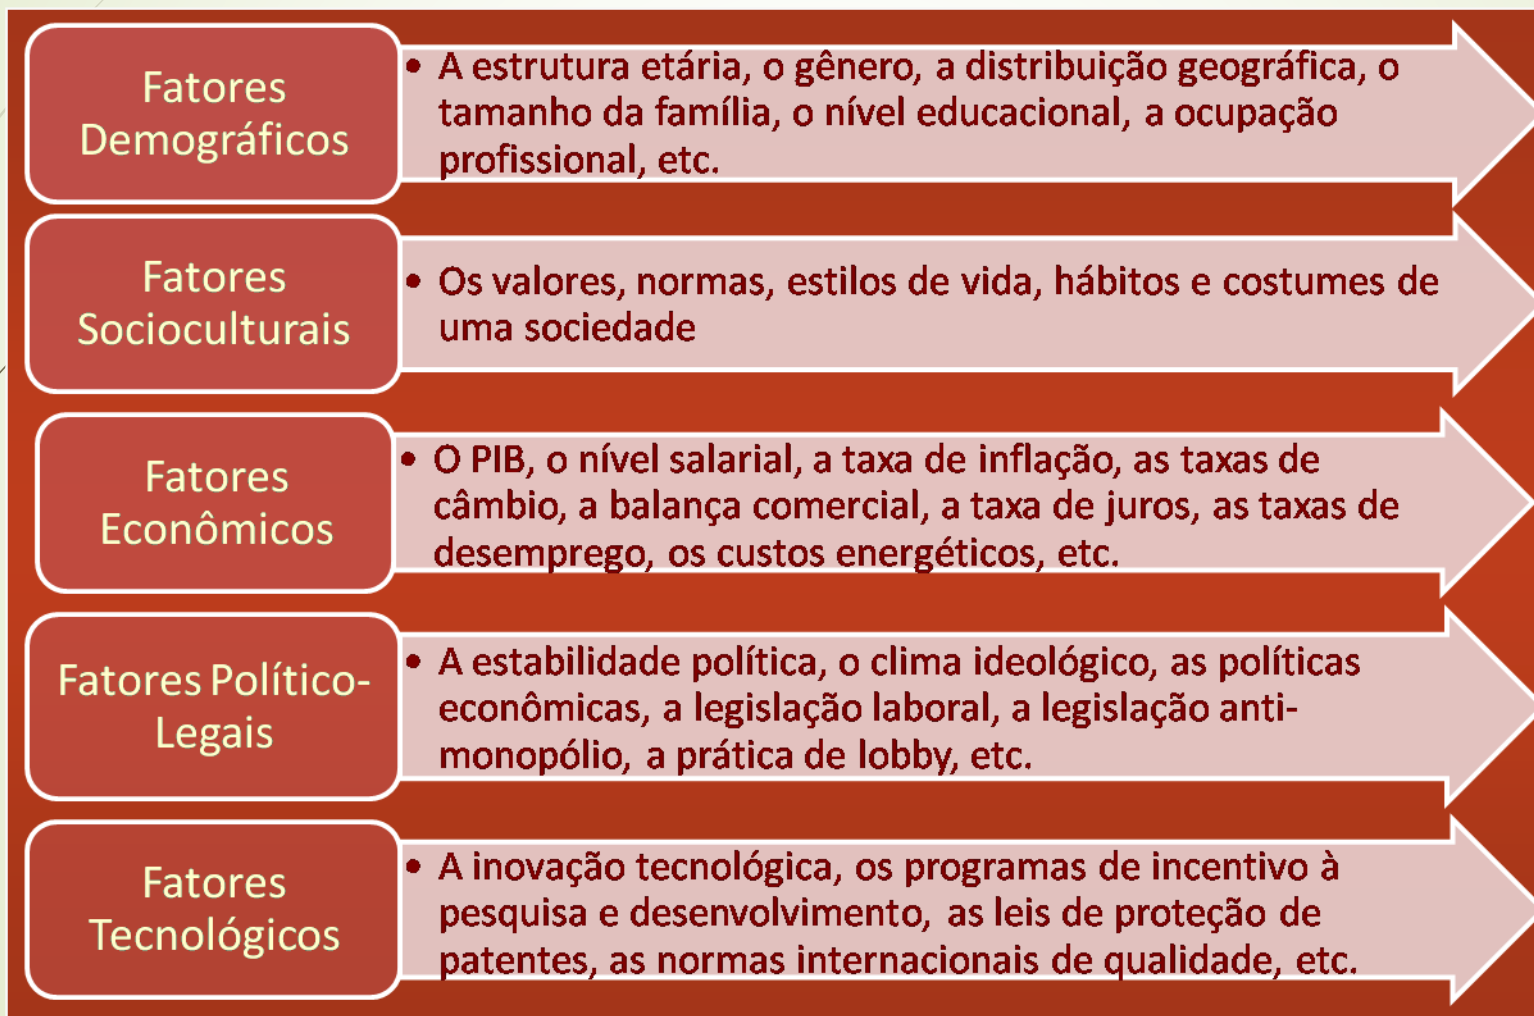 Fatores
Demográficos
• A estrutura etária, o gênero, a distribuição geográfica, o
tamanho da família, o nível educacional, a ocupação
profissional, etc.
Fatores
Socioculturais
• Os valores, normas, estilos de vida, hábitos e costumes de
uma sociedade
Fatores
Econômicos
• O PIB, o nível salarial, a taxa de inflação, as taxas de
câmbio, a balança comercial, a taxa de juros, as taxas de
desemprego, os custos energéticos, etc.
Fatores Político-
Legais
• A estabilidade política, o clima ideológico, as políticas
econômicas, a legislação laboral, a legislação anti-
monopólio, a prática de lobby, etc.
Fatores
Tecnológicos
• A inovação tecnológica, os programas de incentivo à
pesquisa e desenvolvimento, as leis de proteção de
patentes, as normas internacionais de qualidade, etc.